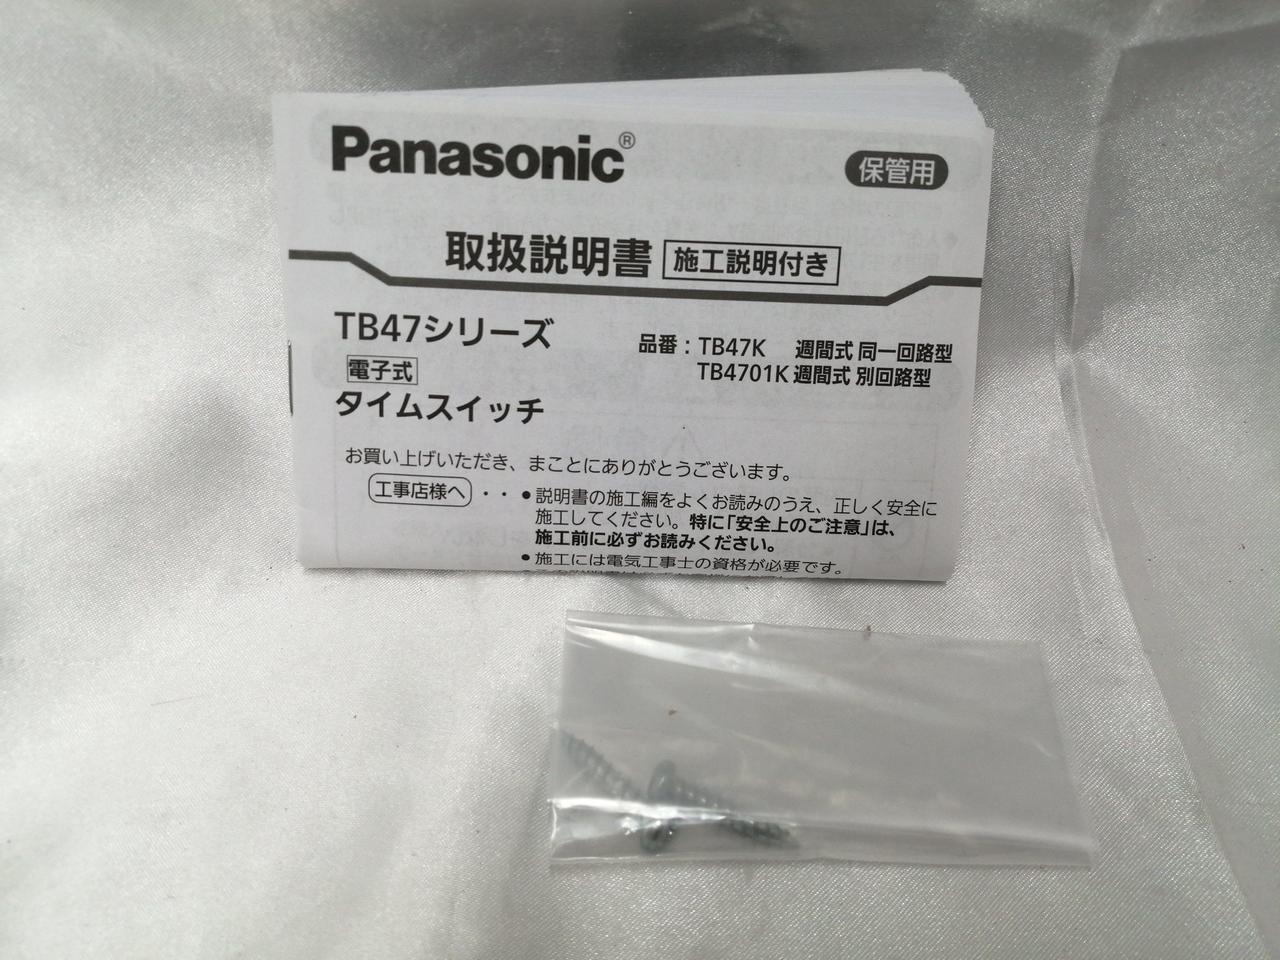 Panasonic®
保管用
取扱説明書 施工説明付き
TB47シリーズ
電子式
タイムスイッチ
品番：TB47K 週間式 同一回路型
TB4701K 週間式 別回路型
お買い上げいただき、まことにありがとうございます。
工事店様へ ・・・●説明書の施工編をよくお読みのうえ、正しく安全に
施工してください。特に「安全上のご注意」は、
施工前に必ずお読みください。
●施工には電気工事士の資格が必要です。